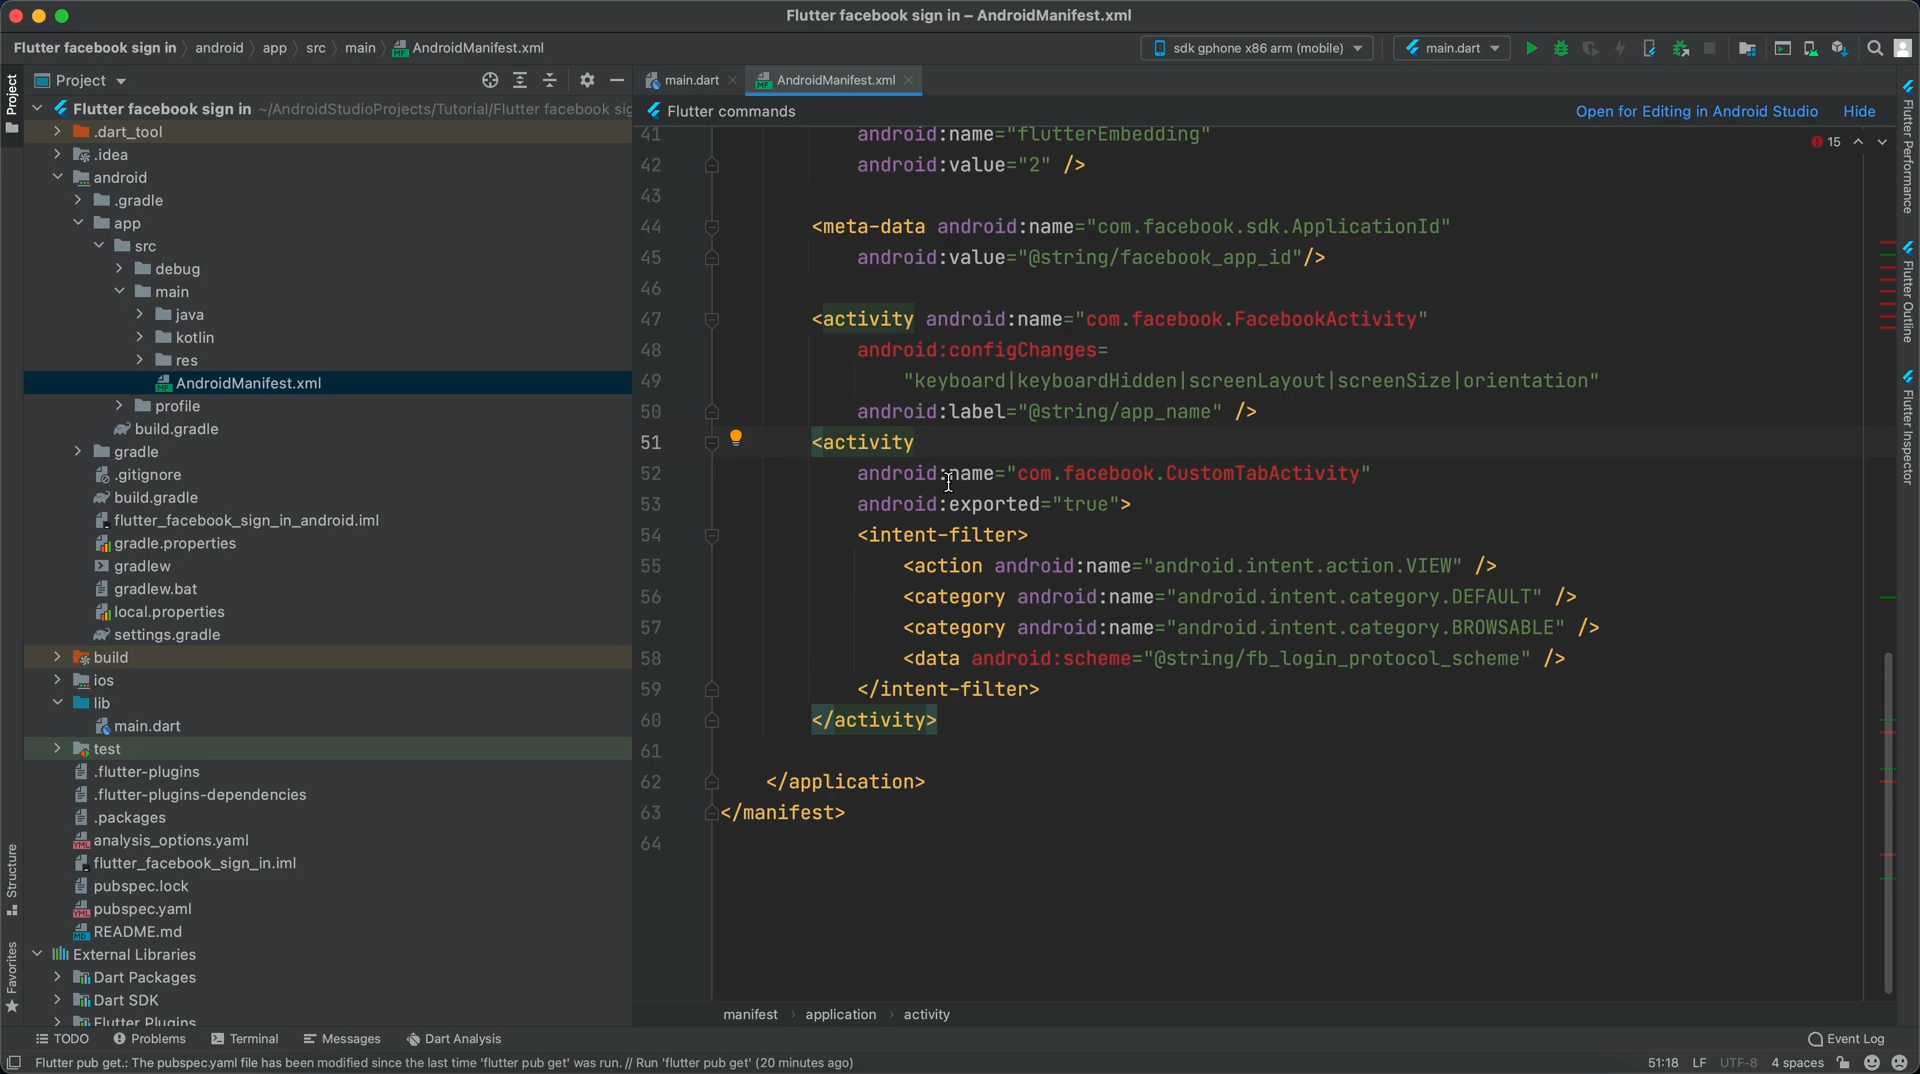 Flutter facebook sign in – AndroidManifest.xml
Flutter facebook sign in android app src main AndroidManifest.xml sdk gphone x86 arm (mobile) main.dart
Project
Project
Flutter facebook sign in ~/AndroidStudioProjects/Tutorial/Flutter facebook sig
.dart_tool
.idea
android
.gradle
app
src
debug
main
java
kotlin
res
AndroidManifest.xml
profile
build.gradle
gradle
.gitignore
build.gradle
flutter_facebook_sign_in_android.iml
gradle.properties
gradlew
gradlew.bat
local.properties
settings.gradle
build
ios
lib
main.dart
test
.flutter-plugins
.flutter-plugins-dependencies
.packages
analysis_options.yaml
flutter_facebook_sign_in.iml
pubspec.lock
pubspec.yaml
README.md
External Libraries
Dart Packages
Dart SDK
Flutter Plugins
Structure
Favorites
main.dart AndroidManifest.xml
Flutter commands Open for Editing in Android Studio Hide
15
41 android:name="flutterEmbedding"
42 android:value="2" />
43
44 <meta-data android:name="com.facebook.sdk.ApplicationId"
45 android:value="@string/facebook_app_id"/>
46
47 <activity android:name="com.facebook.FacebookActivity"
48 android:configChanges=
49 "keyboard|keyboardHidden|screenLayout|screenSize|orientation"
50 android:label="@string/app_name" />
51 <activity
52 android:name="com.facebook.CustomTabActivity"
53 android:exported="true">
54 <intent-filter>
55 <action android:name="android.intent.action.VIEW" />
56 <category android:name="android.intent.category.DEFAULT" />
57 <category android:name="android.intent.category.BROWSABLE" />
58 <data android:scheme="@string/fb_login_protocol_scheme" />
59 </intent-filter>
60 </activity>
61
62 </application>
63 </manifest>
64
manifest application activity
Flutter Performance
Flutter Outline
Flutter Inspector
TODO Problems Terminal Messages Dart Analysis Event Log
Flutter pub get.: The pubspec.yaml file has been modified since the last time 'flutter pub get' was run. // Run 'flutter pub get' (20 minutes ago) 51:18 LF UTF-8 4 spaces